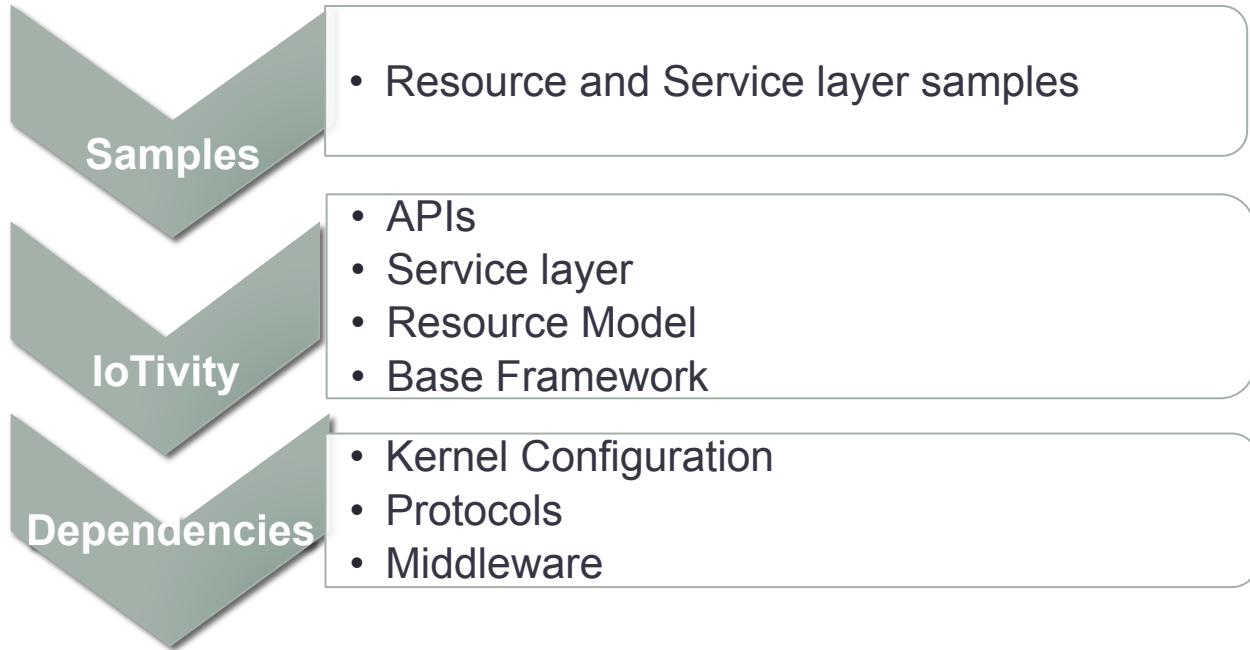 Samples
• Resource and Service layer samples
IoTivity
• APIs
• Service layer
• Resource Model
• Base Framework
Dependencies
• Kernel Configuration
• Protocols
• Middleware